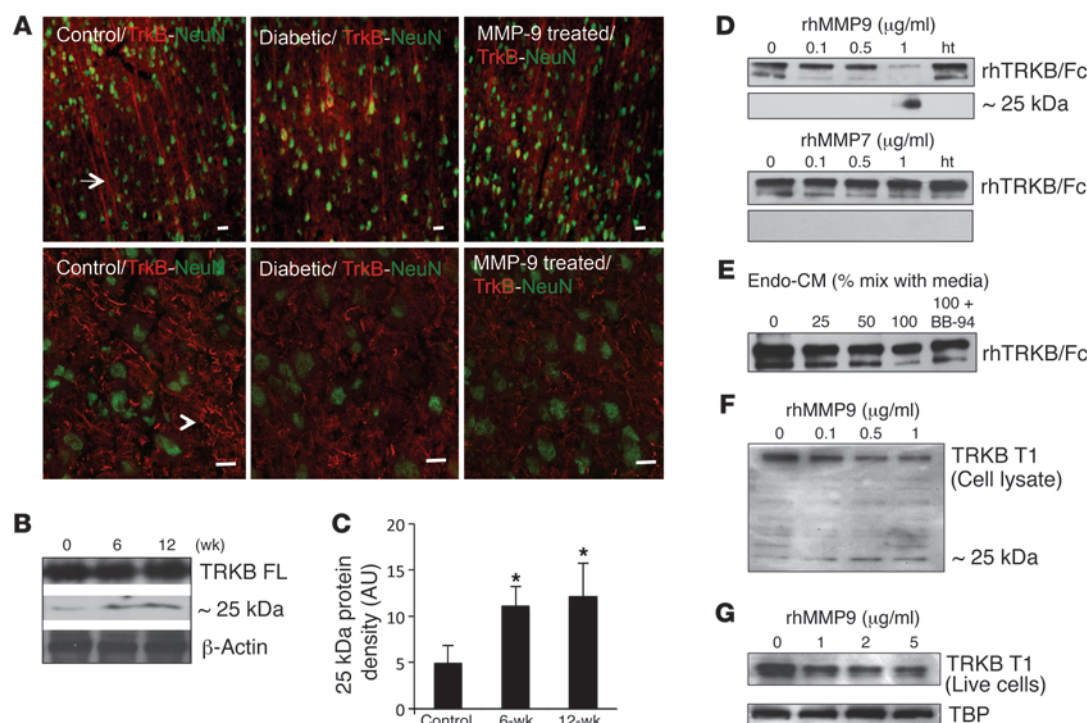 A
Control/TrkB-NeuN
Diabetic/ TrkB-NeuN
MMP-9 treated/
TrkB-NeuN
Control/TrkB-NeuN
Diabetic/ TrkB-NeuN
MMP-9 treated/
TrkB-NeuN
B
0 6 12 (wk)
TRKB FL
~ 25 kDa
β-Actin
C
25 kDa protein
density (AU)
20
15
10
5
0
* *
Control 6-wk 12-wk
D
rhMMP9 (μg/ml)
0 0.1 0.5 1 ht
rhTRKB/Fc
~ 25 kDa
rhMMP7 (μg/ml)
0 0.1 0.5 1 ht
rhTRKB/Fc
E
Endo-CM (% mix with media)
0 25 50 100 100 +
BB-94
rhTRKB/Fc
F
rhMMP9 (μg/ml)
0 0.1 0.5 1
TRKB T1
(Cell lysate)
~ 25 kDa
G
rhMMP9 (μg/ml)
0 1 2 5
TRKB T1
(Live cells)
TBP